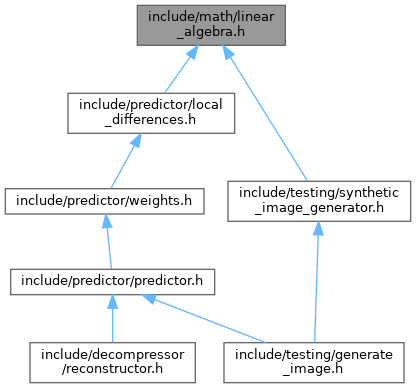 include/math/linear
_algebra.h
include/predictor/local
_differences.h
include/predictor/weights.h
include/testing/synthetic
_image_generator.h
include/predictor/predictor.h
include/decompressor
/reconstructor.h
include/testing/generate
_image.h